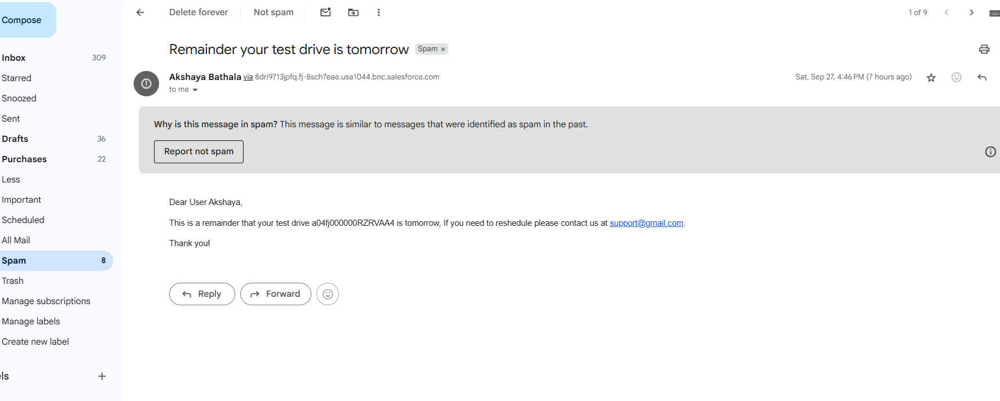 Compose
Delete forever
Not spam
1 of 9
Inbox 309
Starred
Snoozed
Sent
Drafts 36
Purchases 22
Less
Important
Scheduled
All Mail
Spam 8
Trash
Manage subscriptions
Manage labels
Create new label
els
Remainder your test drive is tomorrow
Spam ×
Akshaya Bathala via 8dri9713jpfq.fj-8sch7eae.usa1044.bnc.salesforce.com
Sat, Sep 27, 4:46 PM (7 hours ago)
to me
Why is this message in spam? This message is similar to messages that were identified as spam in the past.
Report not spam
Dear User Akshaya,
This is a remainder that your test drive a04fj000000RZRVAA4 is tomorrow, If you need to reshedule please contact us at support@gmail.com.
Thank you!
Reply
Forward